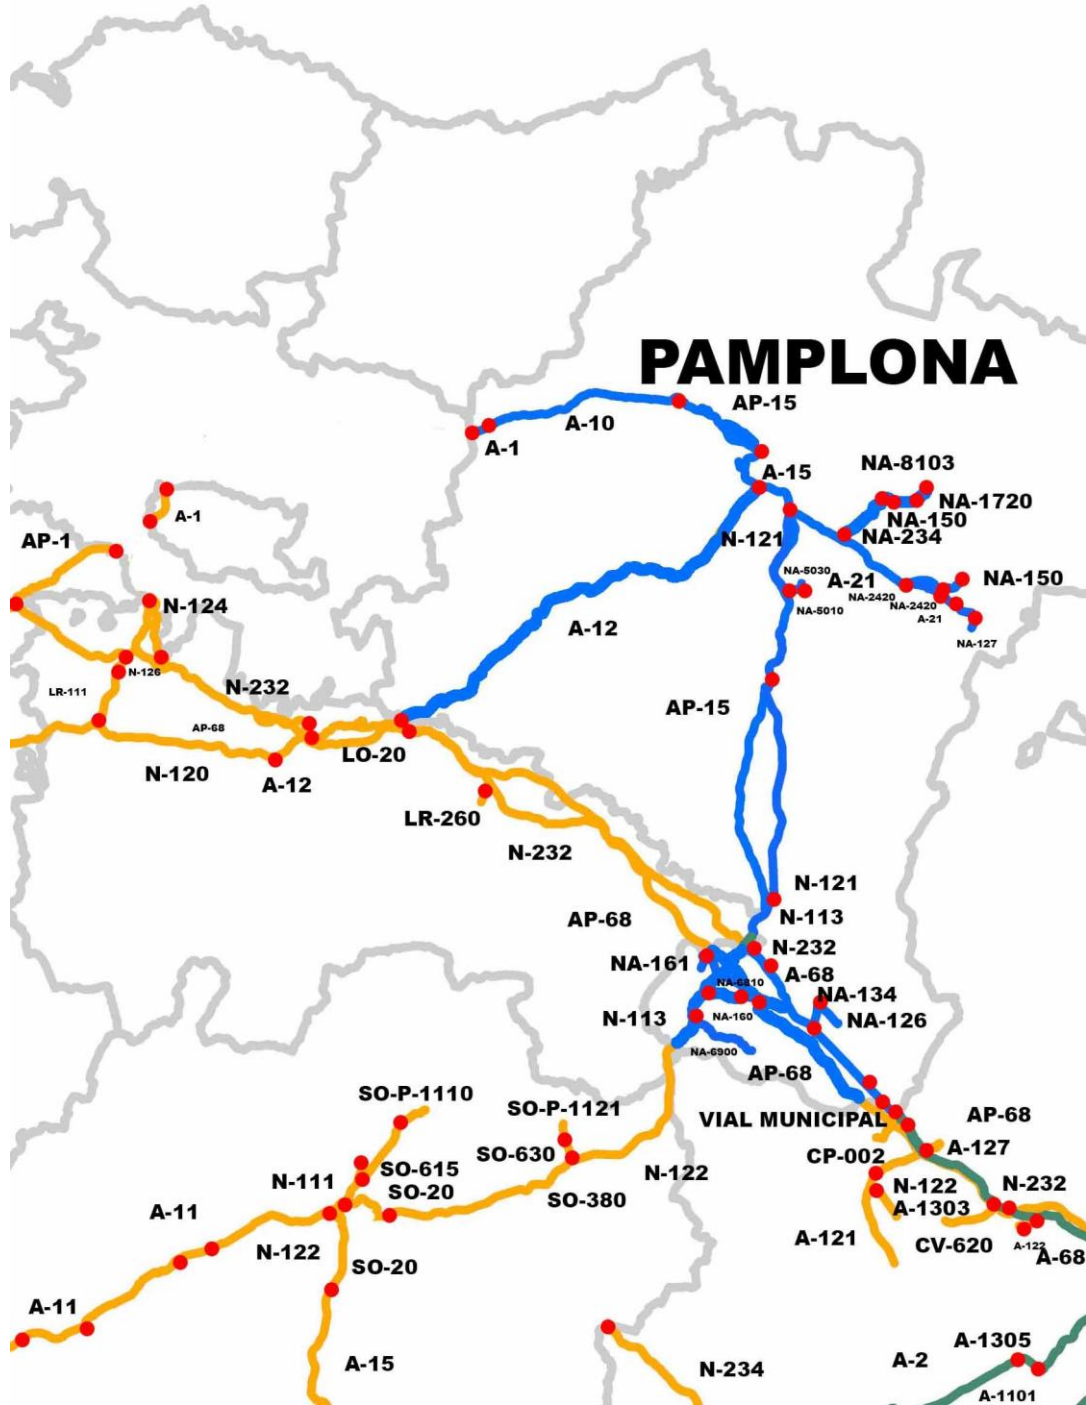 PAMPLONA
AP-15
A-10
A-1
A-15
NA-8103
NA-1720
NA-150
NA-234
A-1
AP-1
N-121
NA-5030
A-21
NA-150
NA-2420
NA-2420
A-21
NA-5010
NA-127
N-124
A-12
N-126
LR-111
N-232
AP-15
AP-68
LO-20
N-120
A-12
LR-260
N-232
N-121
N-113
AP-68
N-232
NA-161
A-68
NA-6810
NA-134
N-113
NA-160
NA-126
NA-6900
AP-68
SO-P-1110
SO-P-1121
VIAL MUNICIPAL
AP-68
A-127
CP-002
SO-615
SO-630
N-111
N-122
N-122
N-232
SO-20
SO-380
A-1303
A-11
A-121
CV-620
A-122
A-68
N-122
SO-20
A-11
A-15
N-234
A-2
A-1305
A-1101